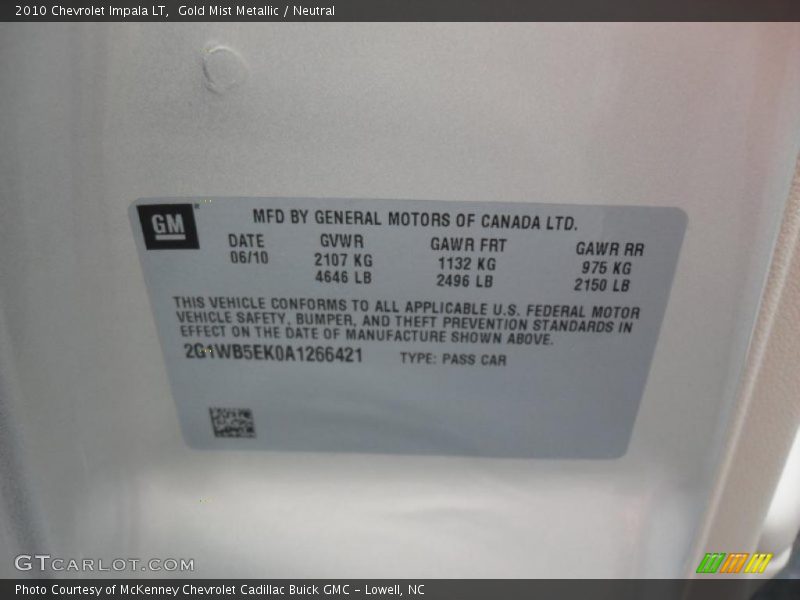 2010 Chevrolet Impala LT,  Gold Mist Metallic / Neutral
GM
MFD BY GENERAL MOTORS OF CANADA LTD.
DATE GVWR GAWR FRT GAWR RR
06/10 2107 KG 1132 KG 975 KG
4646 LB 2496 LB 2150 LB
THIS VEHICLE CONFORMS TO ALL APPLICABLE U.S. FEDERAL MOTOR
VEHICLE SAFETY, BUMPER, AND THEFT PREVENTION STANDARDS IN
EFFECT ON THE DATE OF MANUFACTURE SHOWN ABOVE.
2G1WB5EK0A1266421 TYPE: PASS CAR
GTCARLOT.COM
Photo Courtesy of McKenney Chevrolet Cadillac Buick GMC – Lowell, NC